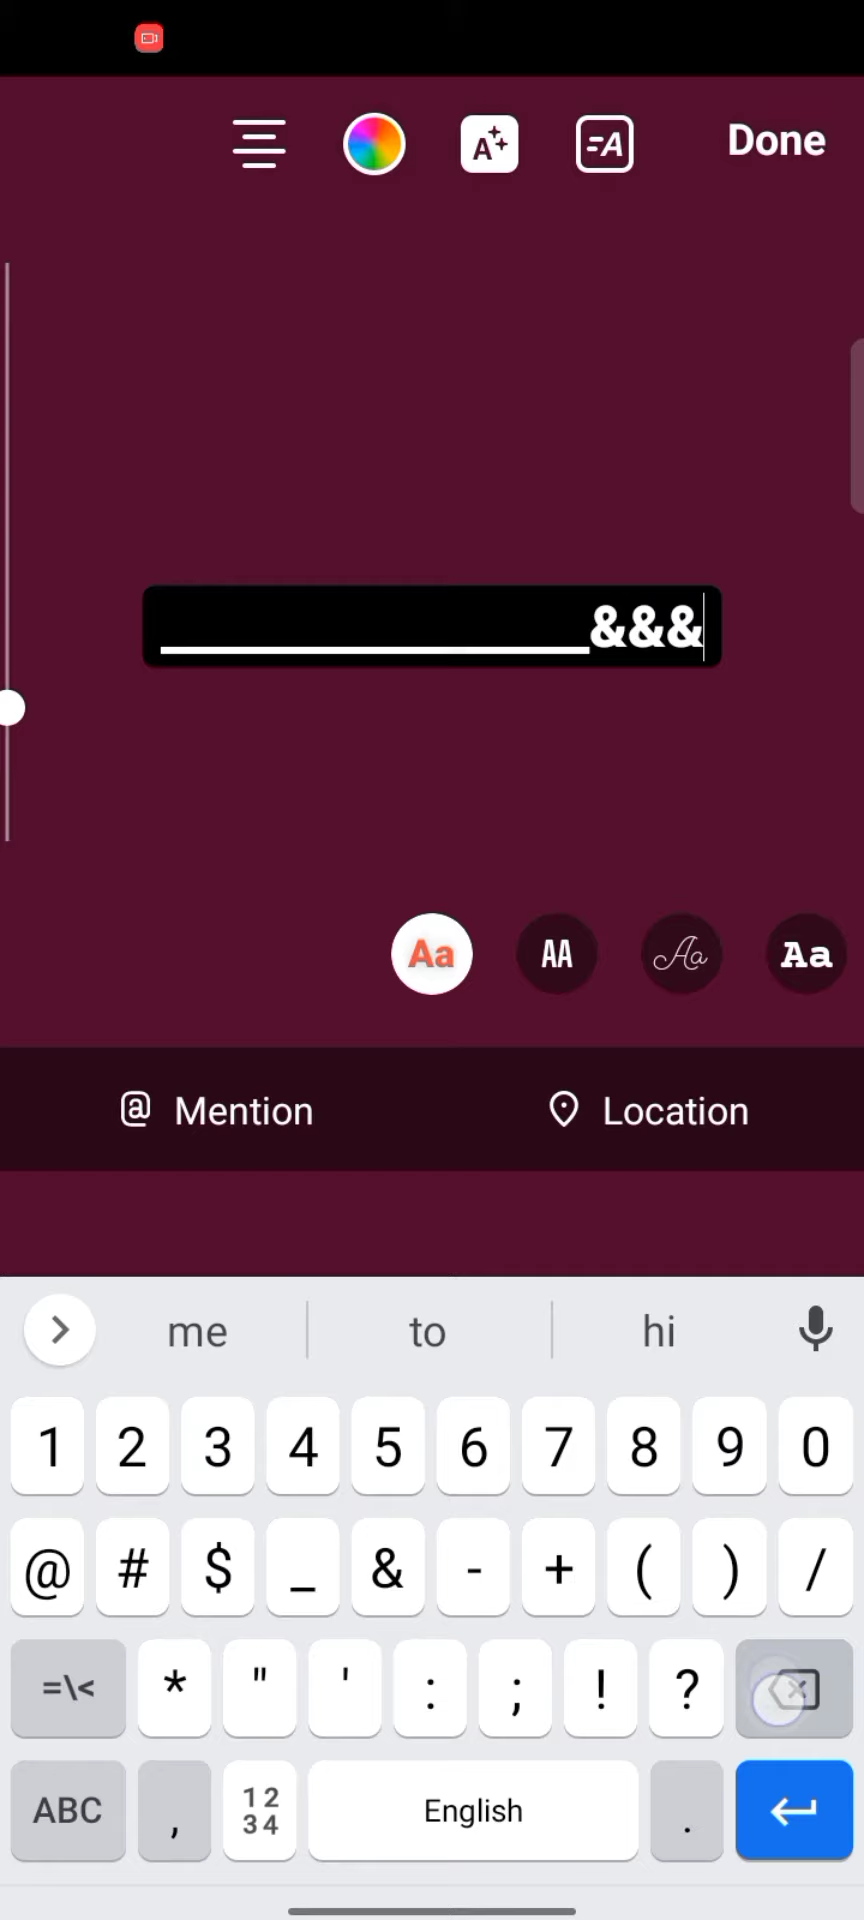 Done
_____________&&&
Aa AA Aa Aa
Mention Location
me to hi
1 2 3 4 5 6 7 8 9 0
@ # $ _ & - + ( ) /
=\< * " ' : ; ! ?
ABC , 12 34 English .